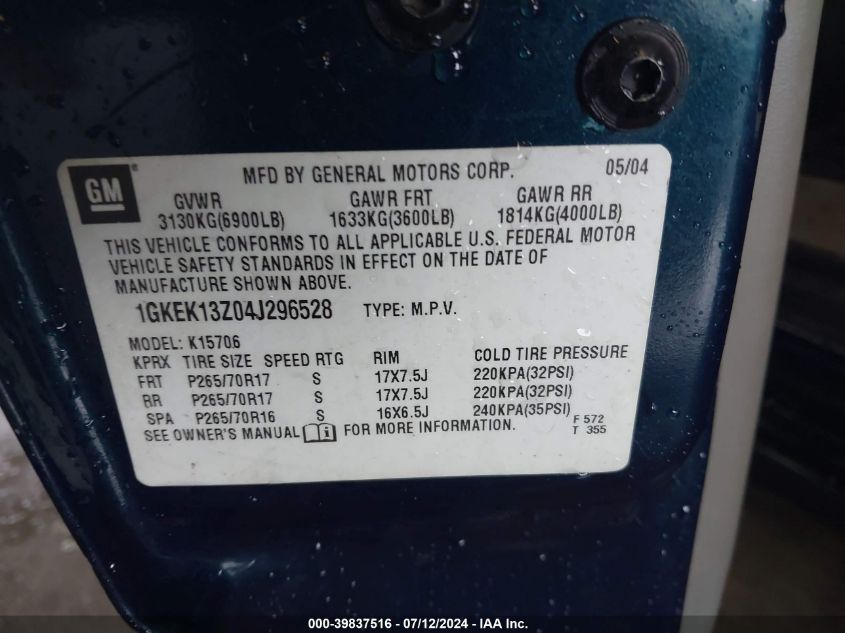 GM
MFD BY GENERAL MOTORS CORP. 05/04
GVWR GAWR FRT GAWR RR
3130KG(6900LB) 1633KG(3600LB) 1814KG(4000LB)
THIS VEHICLE CONFORMS TO ALL APPLICABLE U.S. FEDERAL MOTOR
VEHICLE SAFETY STANDARDS IN EFFECT ON THE DATE OF
MANUFACTURE SHOWN ABOVE.
1GKEK13Z04J296528 TYPE: M.P.V.
MODEL: K15706
KPRX TIRE SIZE SPEED RTG RIM COLD TIRE PRESSURE
FRT P265/70R17 S 17X7.5J 220KPA(32PSI)
RR P265/70R17 S 17X7.5J 220KPA(32PSI)
SPA P265/70R16 S 16X6.5J 240KPA(35PSI)
SEE OWNER'S MANUAL FOR MORE INFORMATION. F 572
T 355
000-39837516 - 07/12/2024 - IAA Inc.